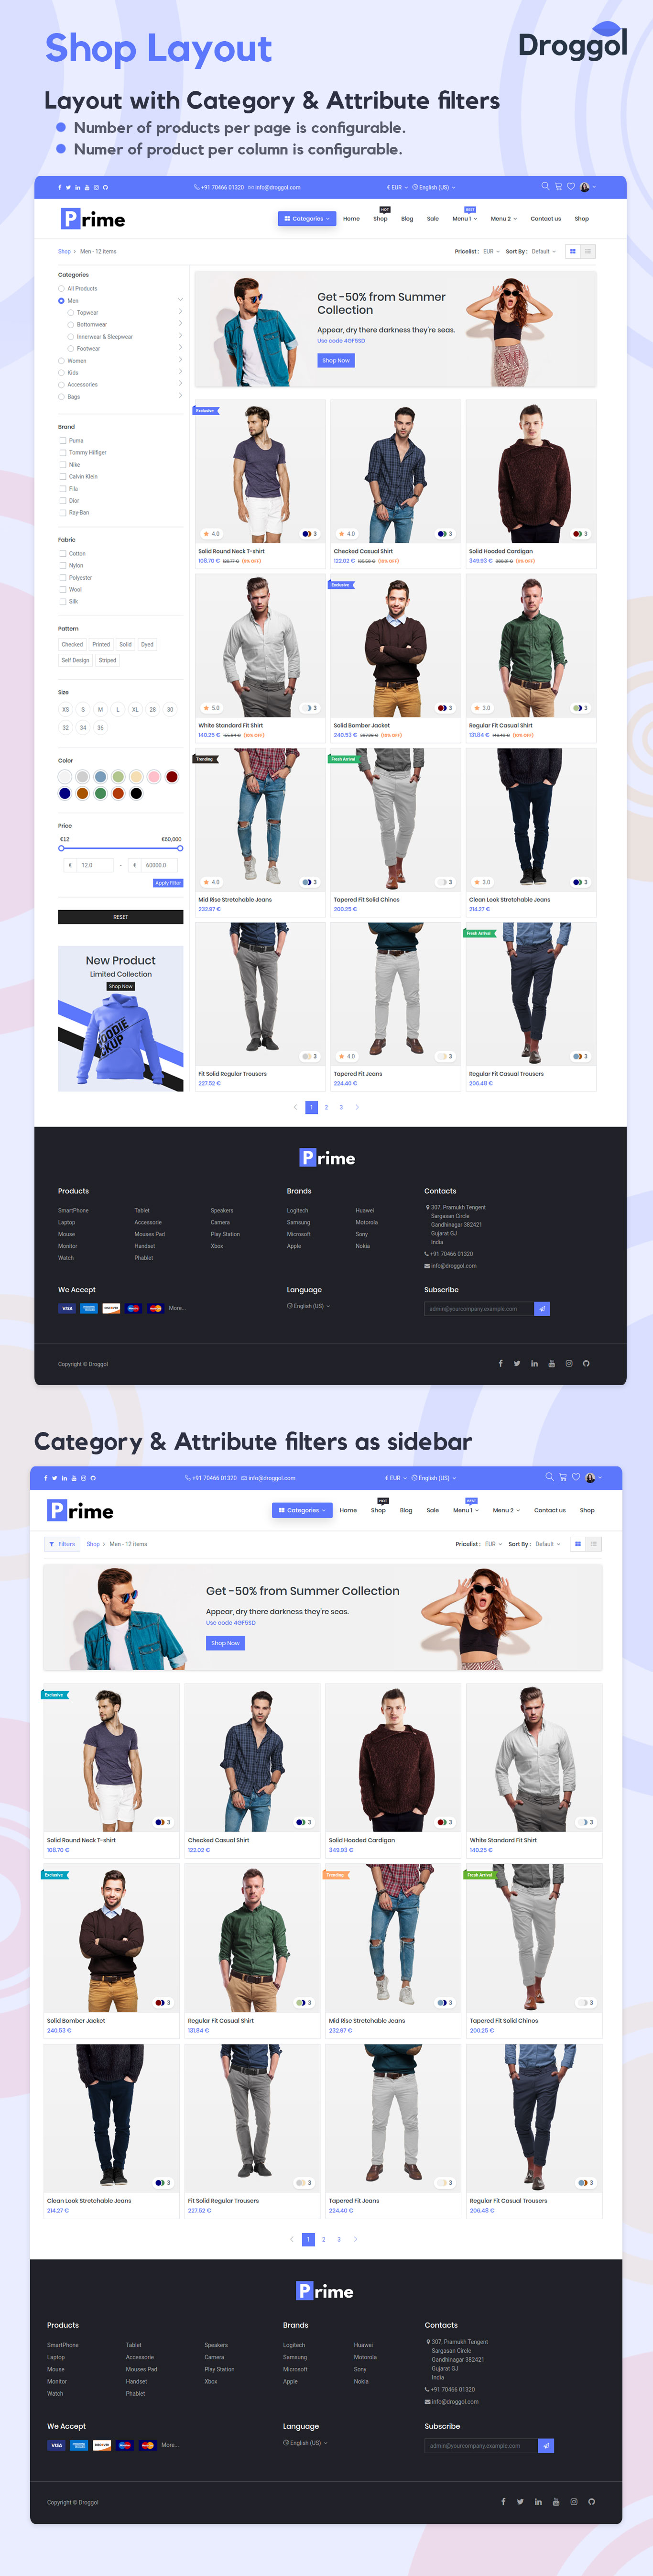 Shop Layout
Droggol
Layout with Category & Attribute filters
Number of products per page is configurable.
Numer of product per column is configurable.
+91 70466 01320 info@droggol.com € EUR English (US)
Prime
Categories Home Shop Blog Sale Menu 1 Menu 2 Contact us Shop
HOT
BEST
Shop Men - 12 items
Pricelist : EUR Sort By : Default
Categories
All Products
Men
Topwear
Bottomwear
Innerwear & Sleepwear
Footwear
Women
Kids
Accessories
Bags
Brand
Puma
Tommy Hilfiger
Nike
Calvin Klein
Fila
Dior
Ray-Ban
Fabric
Cotton
Nylon
Polyester
Wool
Silk
Pattern
Checked Printed Solid Dyed
Self Design Striped
Size
XS S M L XL 28 30
32 34 36
Color
Price
€12 €60,000
€ 12.0 - € 60000.0
Apply Filter
RESET
New Product
Limited Collection
Shop Now
HOODIE
Get -50% from Summer
Collection
Appear, dry there darkness they're seas.
Use code 40F5SD
Shop Now
Exclusive
4.0 3
4.0 3
3
Solid Round Neck T-shirt
108.70 € (9% OFF)
Checked Casual Shirt
122.02 € (10% OFF)
Solid Hooded Cardigan
349.93 € (9% OFF)
Exclusive
5.0 3
3
3.0 3
White Standard Fit Shirt
140.25 € (10% OFF)
Solid Bomber Jacket
240.53 € (10% OFF)
Regular Fit Casual Shirt
131.84 € (10% OFF)
Trending
Fresh Arrival
4.0 3
3
3.0 3
Mid Rise Stretchable Jeans
232.97 €
Tapered Fit Solid Chinos
200.25 €
Clean Look Stretchable Jeans
214.27 €
Fresh Arrival
3
4.0 3
3
Fit Solid Regular Trousers
227.52 €
Tapered Fit Jeans
224.40 €
Regular Fit Casual Trousers
206.48 €
1 2 3
Prime
Products
SmartPhone Tablet Speakers
Laptop Accessorie Camera
Mouse Mouses Pad Play Station
Monitor Handset Xbox
Watch Phablet
Brands
Logitech Huawei
Samsung Motorola
Microsoft Sony
Apple Nokia
Contacts
307, Pramukh Tengent
Sargasan Circle
Gandhinagar 382421
Gujarat GJ
India
+91 70466 01320
info@droggol.com
We Accept
VISA DISCOVER More...
Language
English (US)
Subscribe
admin@yourcompany.example.com
Copyright © Droggol
Category & Attribute filters as sidebar
+91 70466 01320 info@droggol.com € EUR English (US)
Prime
Categories Home Shop Blog Sale Menu 1 Menu 2 Contact us Shop
HOT
BEST
Filters Shop Men - 12 items
Pricelist : EUR Sort By : Default
Get -50% from Summer Collection
Appear, dry there darkness they're seas.
Use code 40F5SD
Shop Now
Exclusive
3
3
3
3
Solid Round Neck T-shirt
108.70 €
Checked Casual Shirt
122.02 €
Solid Hooded Cardigan
349.93 €
White Standard Fit Shirt
140.25 €
Exclusive
Trending
Fresh Arrival
3
3
3
3
Solid Bomber Jacket
240.53 €
Regular Fit Casual Shirt
131.84 €
Mid Rise Stretchable Jeans
232.97 €
Tapered Fit Solid Chinos
200.25 €
3
3
3
3
Clean Look Stretchable Jeans
214.27 €
Fit Solid Regular Trousers
227.52 €
Tapered Fit Jeans
224.40 €
Regular Fit Casual Trousers
206.48 €
1 2 3
Prime
Products
SmartPhone Tablet Speakers
Laptop Accessorie Camera
Mouse Mouses Pad Play Station
Monitor Handset Xbox
Watch Phablet
Brands
Logitech Huawei
Samsung Motorola
Microsoft Sony
Apple Nokia
Contacts
307, Pramukh Tengent
Sargasan Circle
Gandhinagar 382421
Gujarat GJ
India
+91 70466 01320
info@droggol.com
We Accept
VISA DISCOVER More...
Language
English (US)
Subscribe
admin@yourcompany.example.com
Copyright © Droggol